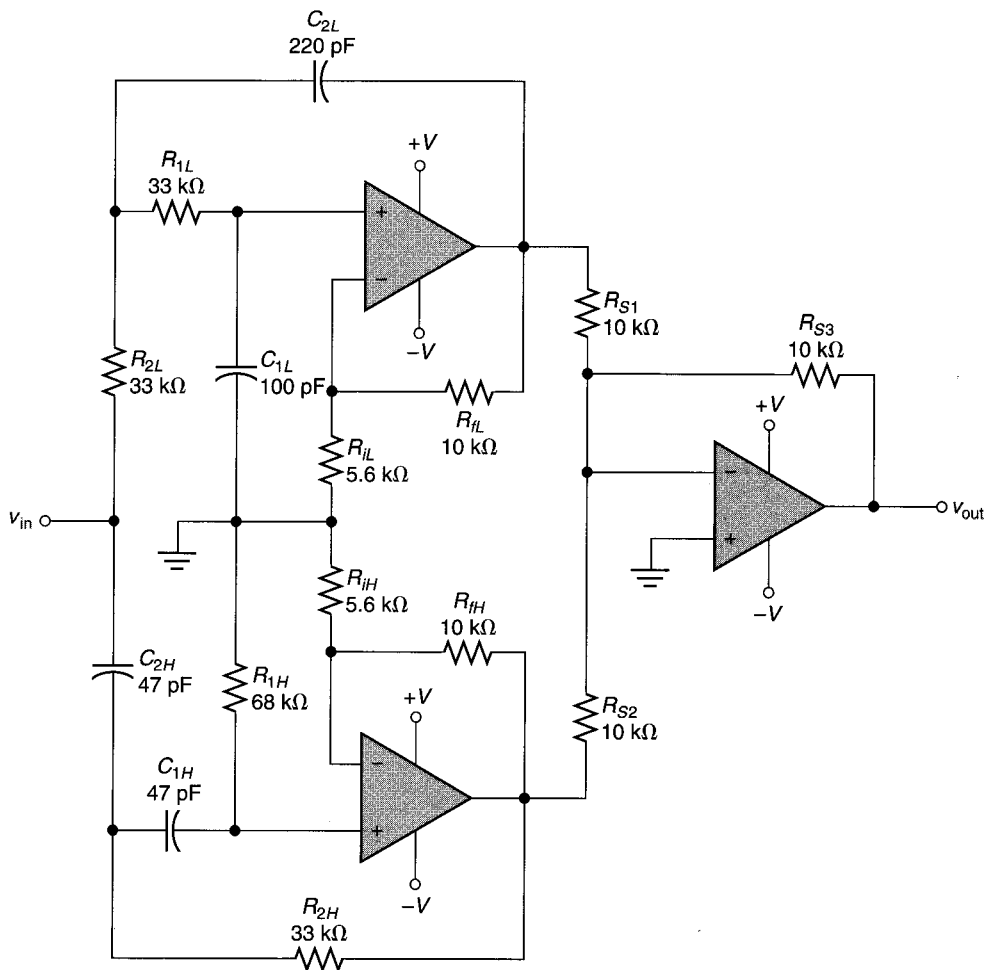 C2L
220 pF
+V
R1L
33 kΩ
+
−
−V
RS1
10 kΩ
RS3
10 kΩ
R2L
33 kΩ
C1L
100 pF
RfL
10 kΩ
+V
RiL
5.6 kΩ
−
vin
vout
+
−V
RiH
5.6 kΩ
RfH
10 kΩ
C2H
47 pF
R1H
68 kΩ
+V
RS2
10 kΩ
C1H
47 pF
−
+
−V
R2H
33 kΩ